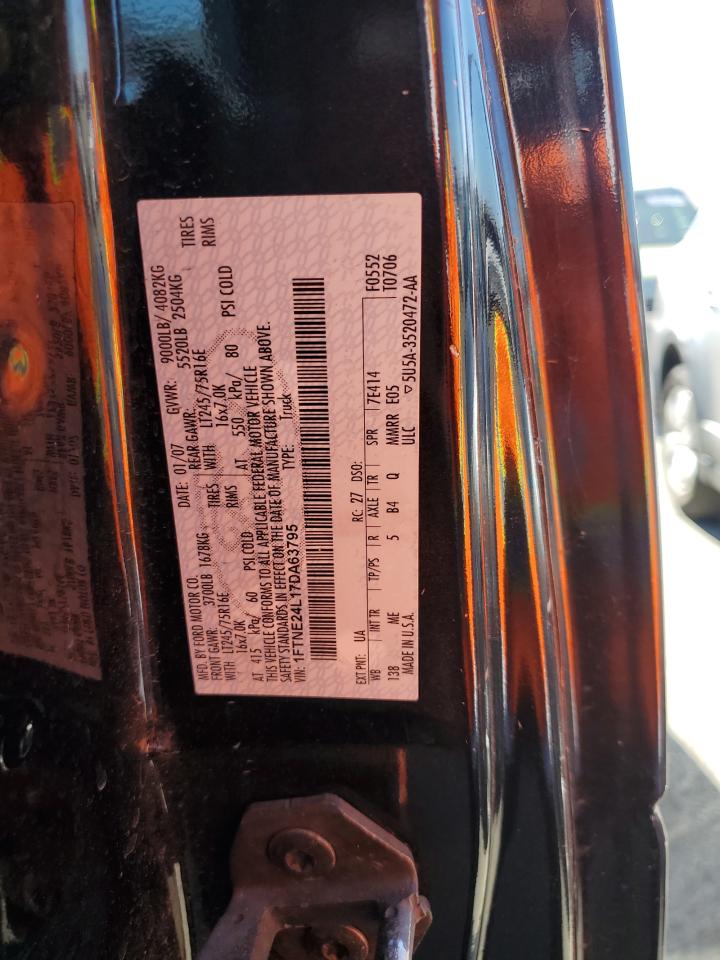 MFD. BY FORD MOTOR CO. DATE: 01/07 GVWR: 9000LB/ 4082KG
FRONT GAWR: 3700LB 1678KG REAR GAWR: 5520LB 2504KG
WITH LT245/75R16E TIRES WITH LT245/75R16E TIRES
16x7.0K RIMS 16x7.0K RIMS
AT 415 kPa/ 60 PSI COLD AT 550 kPa/ 80 PSI COLD
THIS VEHICLE CONFORMS TO ALL APPLICABLE FEDERAL MOTOR VEHICLE
SAFETY STANDARD IN EFFECT ON THE DATE OF MANUFACTURE SHOWN ABOVE.
VIN: 1FTNE24L17DA63795 TYPE: Truck
F0552
T0706
EXT PNT: UA RC: 27 DSO:
WB INT TR TP/PS R AXLE TR SPR 7E414
138 ME 5 B4 Q MMRR E05
MADE IN U.S.A. ULC ▽5U5A-3520472-AA